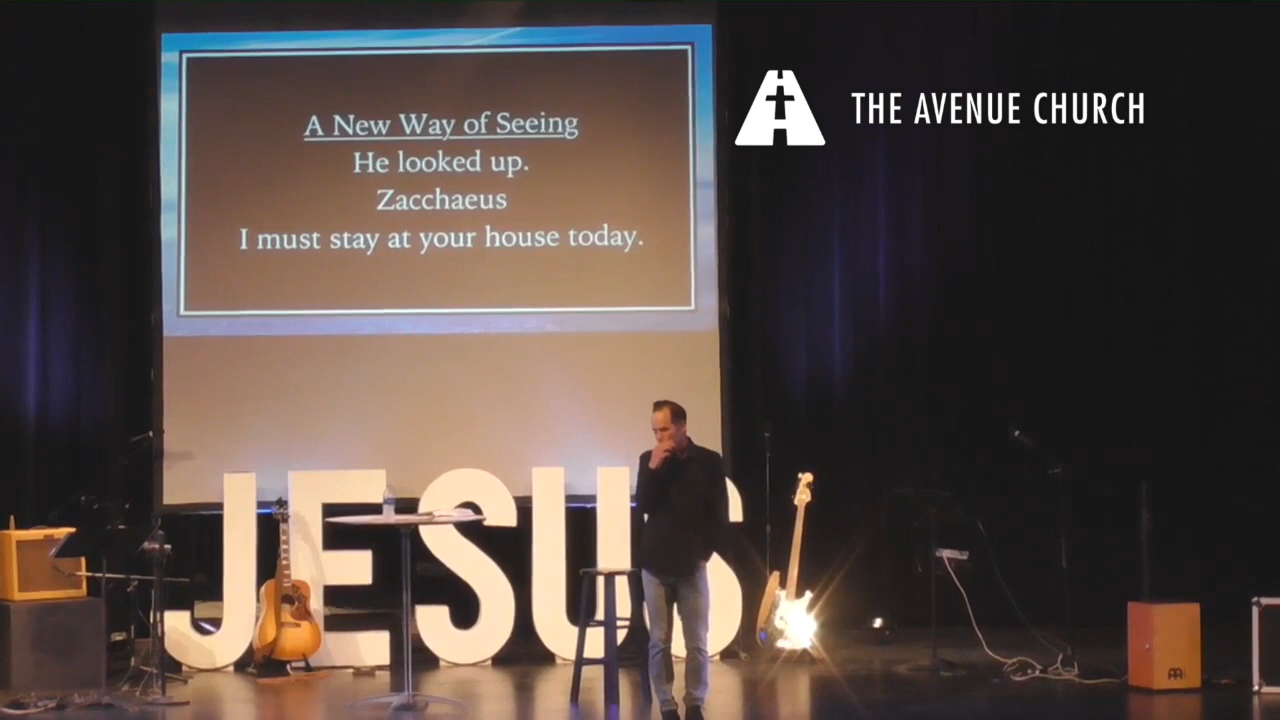 A New Way of Seeing
He looked up.
Zacchaeus
I must stay at your house today.
THE AVENUE CHURCH
JESUS